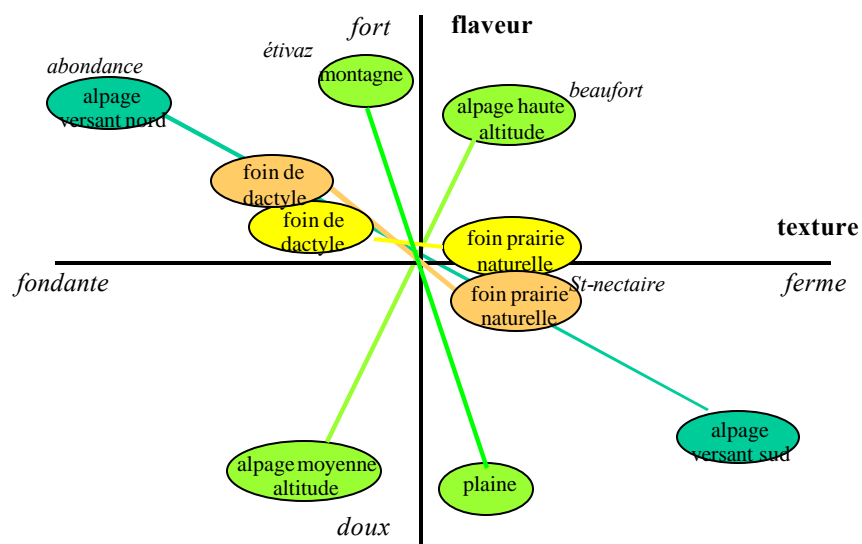 fort
flaveur
étivaz
abondance
montagne
beaufort
alpage
versant nord
alpage haute
altitude
foin de
dactyle
foin de
dactyle
texture
foin prairie
naturelle
fondante
St-nectaire
ferme
foin prairie
naturelle
alpage
versant sud
alpage moyenne
altitude
plaine
doux